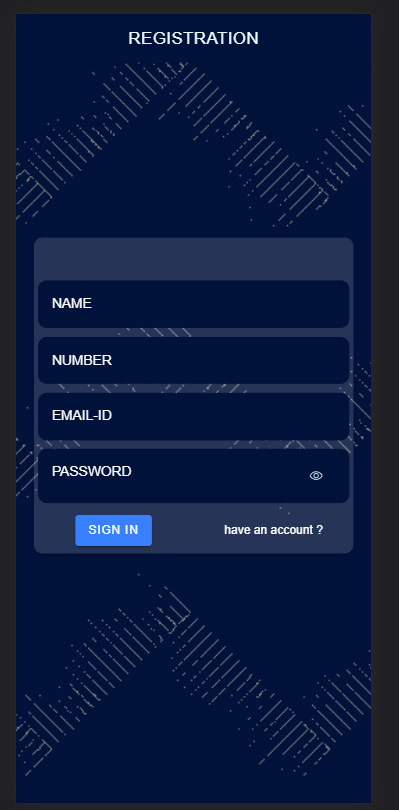 REGISTRATION
NAME
NUMBER
EMAIL-ID
PASSWORD
SIGN IN have an account ?